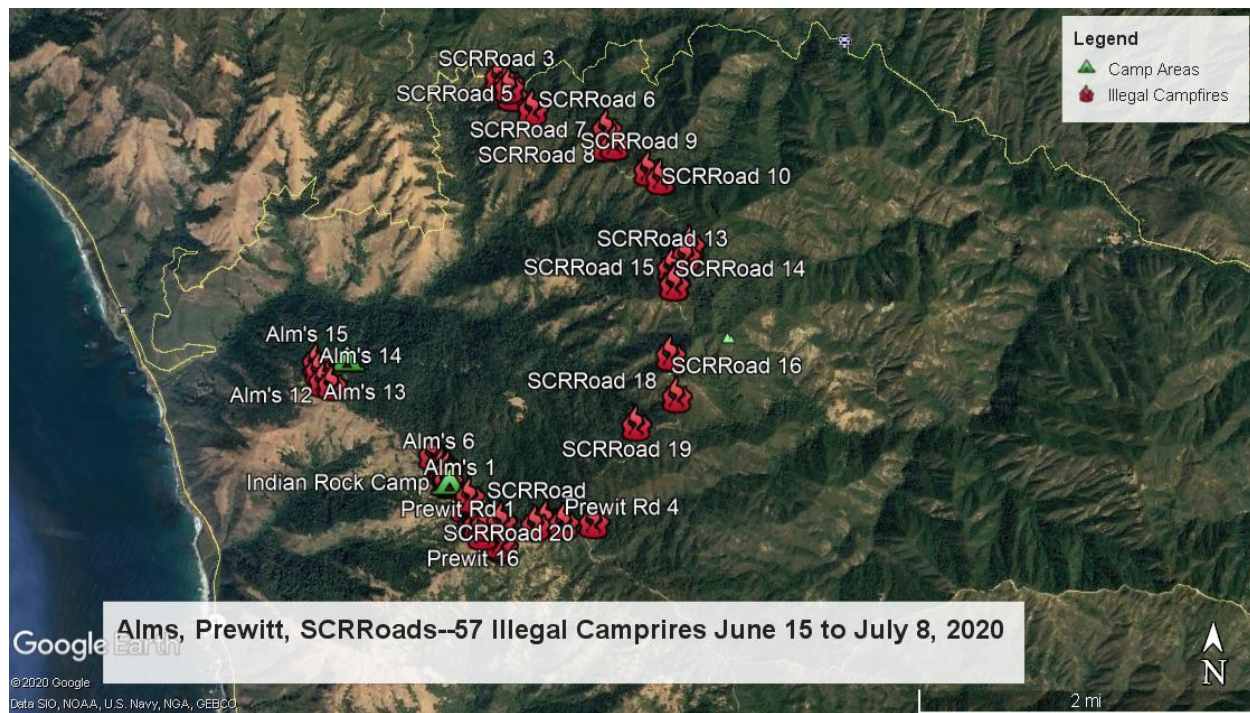 Legend
Camp Areas
Illegal Campfires
SCRRoad 3
SCRRoad 5
SCRRoad 6
SCRRoad 7
SCRRoad 9
SCRRoad 8
SCRRoad 10
SCRRoad 13
SCRRoad 15
SCRRoad 14
Alm's 15
Alm's 14
SCRRoad 16
SCRRoad 18
Alm's 12
Alm's 13
Alm's 6
SCRRoad 19
Alm's 1
Indian Rock Camp
SCRRoad
Prewit Rd 1
Prewit Rd 4
SCRRoad 20
Prewit 16
Alms, Prewitt, SCRRoads--57 Illegal Camprires June 15 to July 8, 2020
Google Earth
©2020 Google
Data SIO, NOAA, U.S. Navy, NGA, GEBCO
N
2 mi